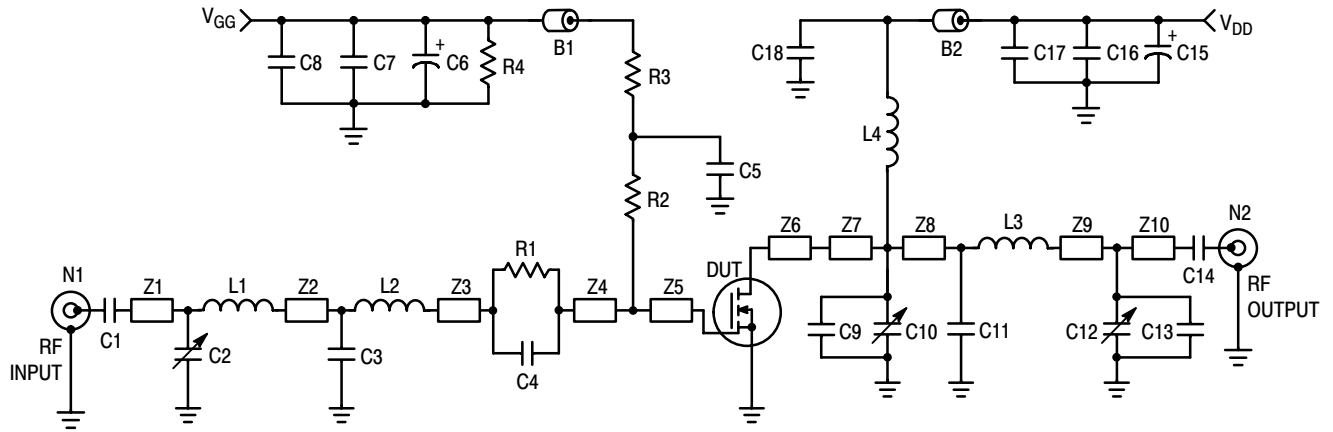 VGG
C8
C7
+
C6
R4
B1
R3
C5
R2
C18
B2
C17
C16
+
C15
VDD
L4
N1
RF
INPUT
C1
Z1
C2
L1
Z2
C3
L2
Z3
R1
C4
Z4
Z5
DUT
Z6
Z7
Z8
L3
Z9
Z10
N2
C14
RF
OUTPUT
C9
C10
C11
C12
C13